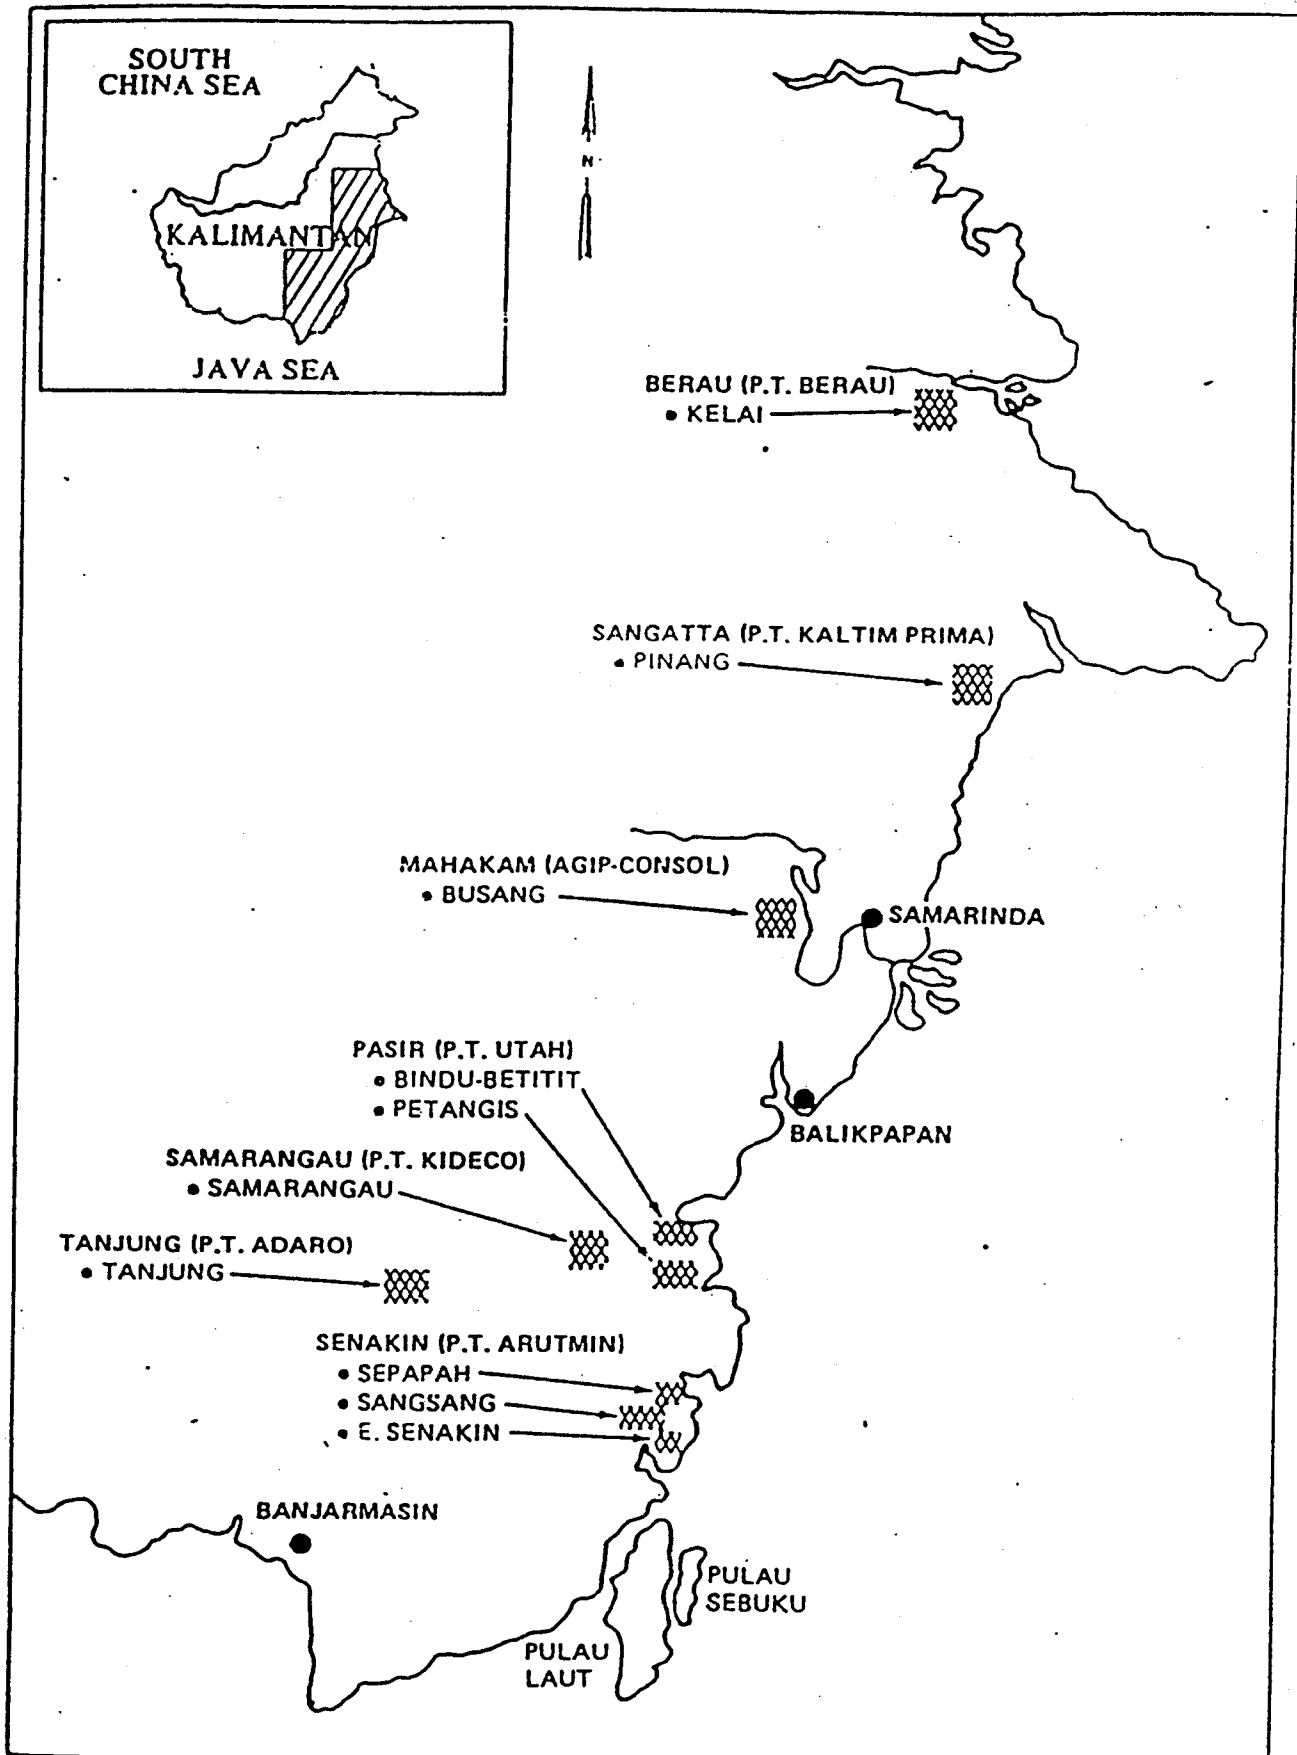 SOUTH
CHINA SEA
KALIMANTAN
JAVA SEA
N
BERAU (P.T. BERAU)
• KELAI
SANGATTA (P.T. KALTIM PRIMA)
• PINANG
MAHAKAM (AGIP-CONSOL)
• BUSANG
SAMARINDA
PASIR (P.T. UTAH)
• BINDU-BETITIT
• PETANGIS
BALIKPAPAN
SAMARANGAU (P.T. KIDECO)
• SAMARANGAU
TANJUNG (P.T. ADARO)
• TANJUNG
SENAKIN (P.T. ARUTMIN)
• SEPAPAH
• SANGSANG
• E. SENAKIN
BANJARMASIN
PULAU
SEBUKU
PULAU
LAUT